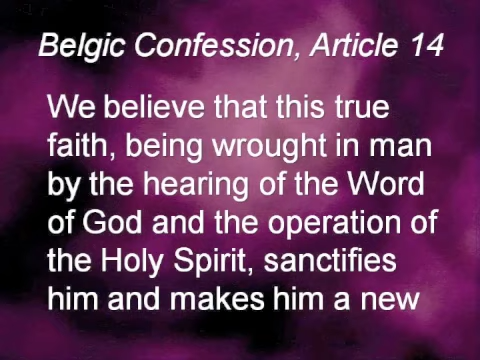 Belgic Confession, Article 14
We believe that this true
faith, being wrought in man
by the hearing of the Word
of God and the operation of
the Holy Spirit, sanctifies
him and makes him a new